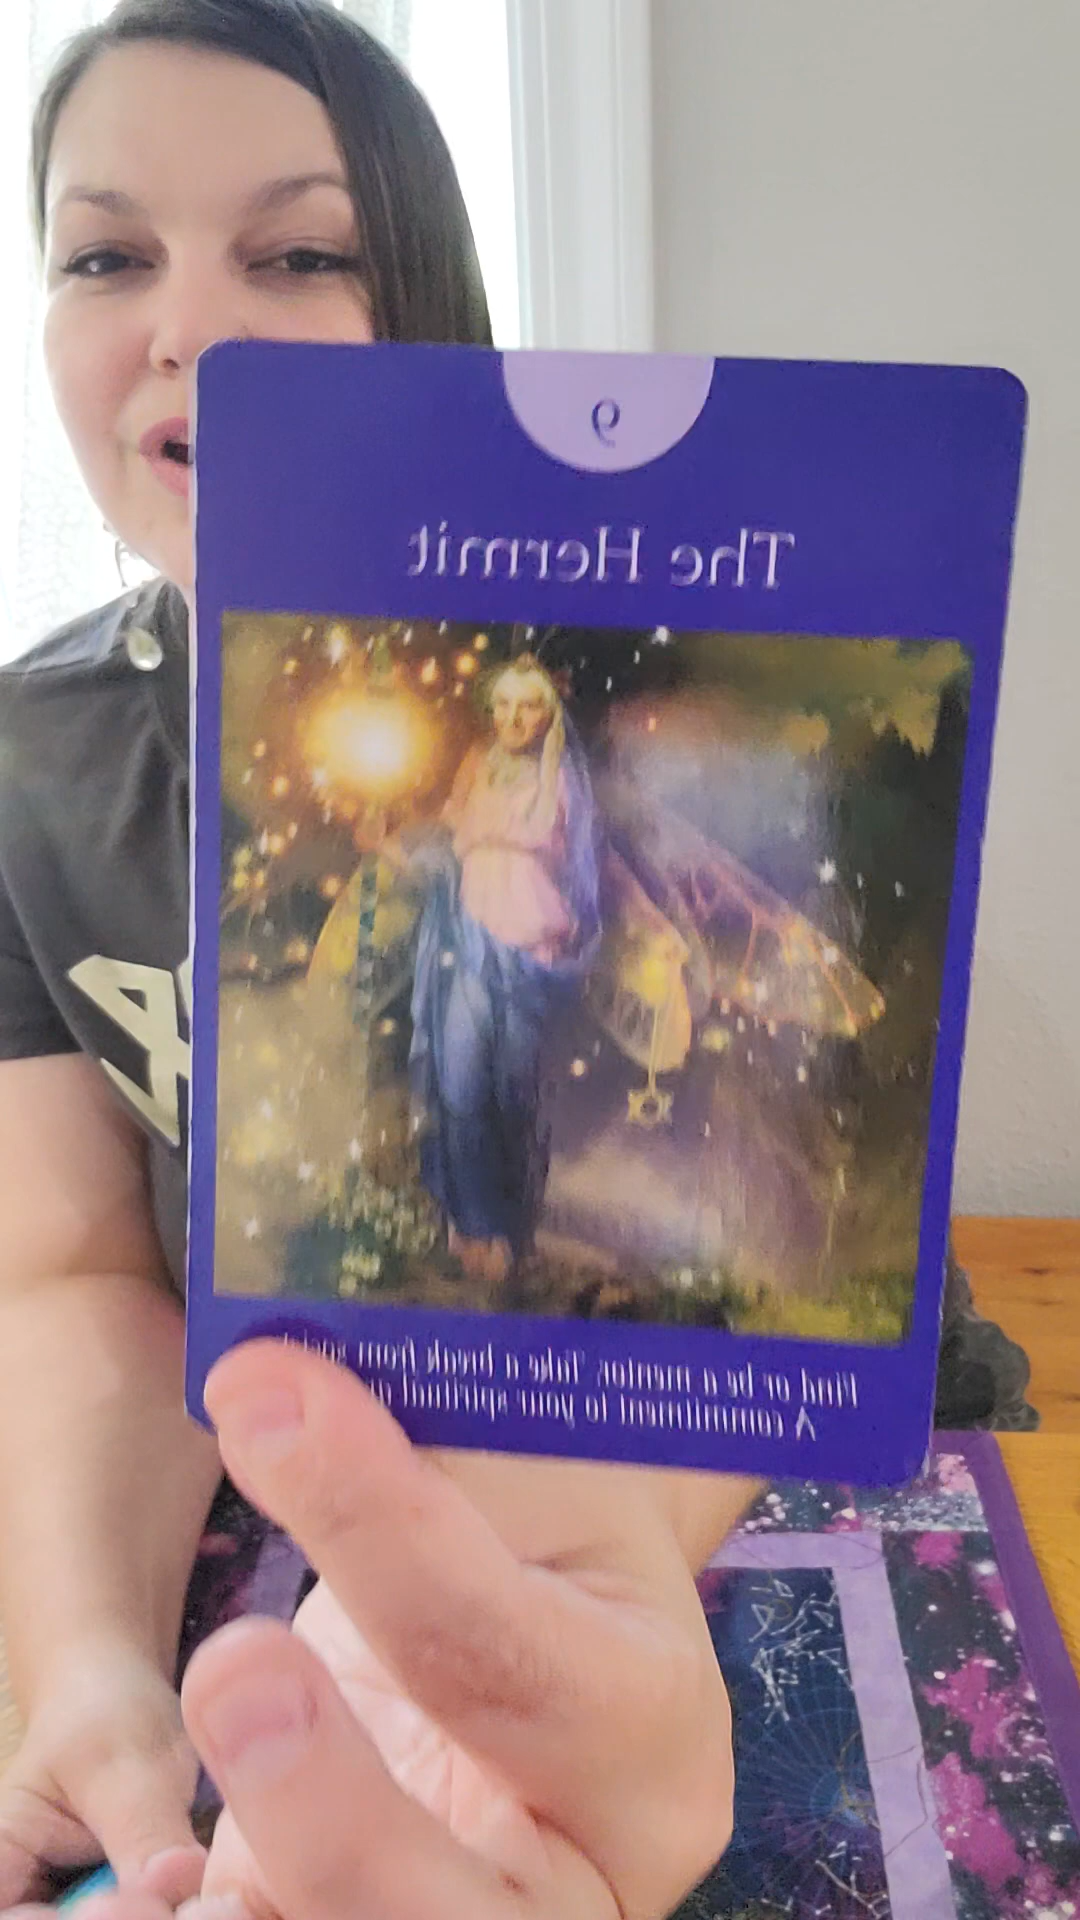 9
The Hermit
Find or be a mentor. Take a break from
A commitment to your spiritual